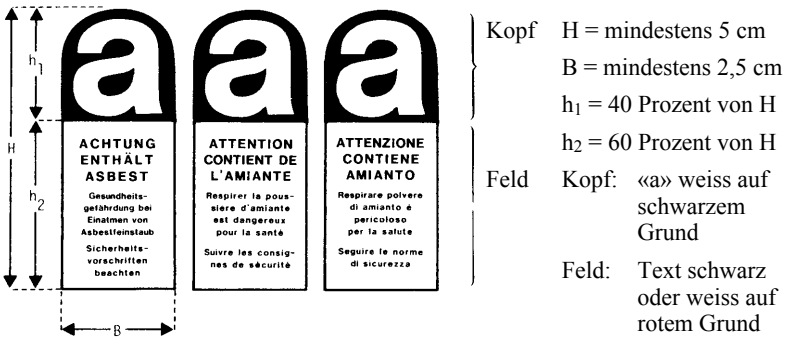 h1
H
h2
B
a
ACHTUNG
ENTHÄLT
ASBEST
Gesundheits-
gefährdung bei
Einatmen von
Asbestfeinstaub
Sicherheits-
vorschriften
beachten
a
ATTENTION
CONTIENT DE
L'AMIANTE
Respirer la pous-
sière d'amiante
est dangereux
pour la santé
Suivre les consig-
nes de sécurité
a
ATTENZIONE
CONTIENE
AMIANTO
Respirare polvere
di amianto è
pericoloso
per la salute
Seguire le norme
di sicurezza
Kopf H = mindestens 5 cm
B = mindestens 2,5 cm
h1 = 40 Prozent von H
h2 = 60 Prozent von H
Feld Kopf: «a» weiss auf
schwarzem
Grund
Feld: Text schwarz
oder weiss auf
rotem Grund